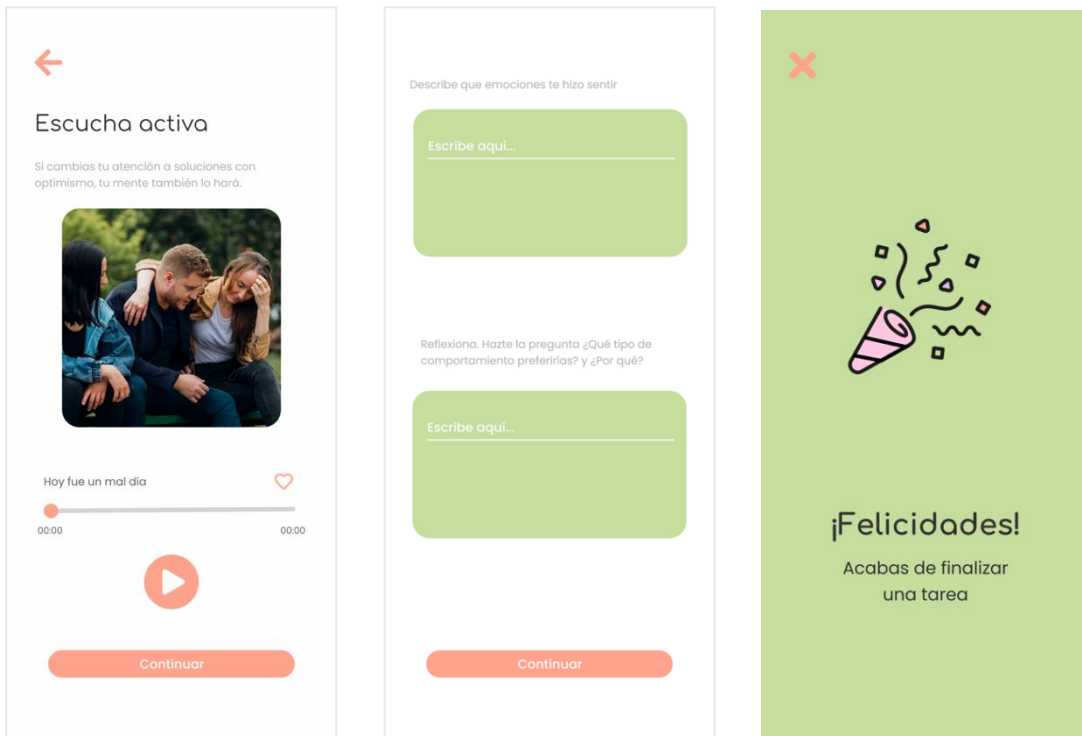 Escucha activa
Si cambias tu atención a soluciones con
optimismo, tu mente también lo hará.
Hoy fue un mal día
00:00
00:00
Continuar
Describe que emociones te hizo sentir
Escribe aqui...
Reflexiona. Hazte la pregunta ¿Qué tipo de
comportamiento preferirias? y ¿Por qué?
Escribe aqui...
Continuar
¡Felicidades!
Acabas de finalizar
una tarea